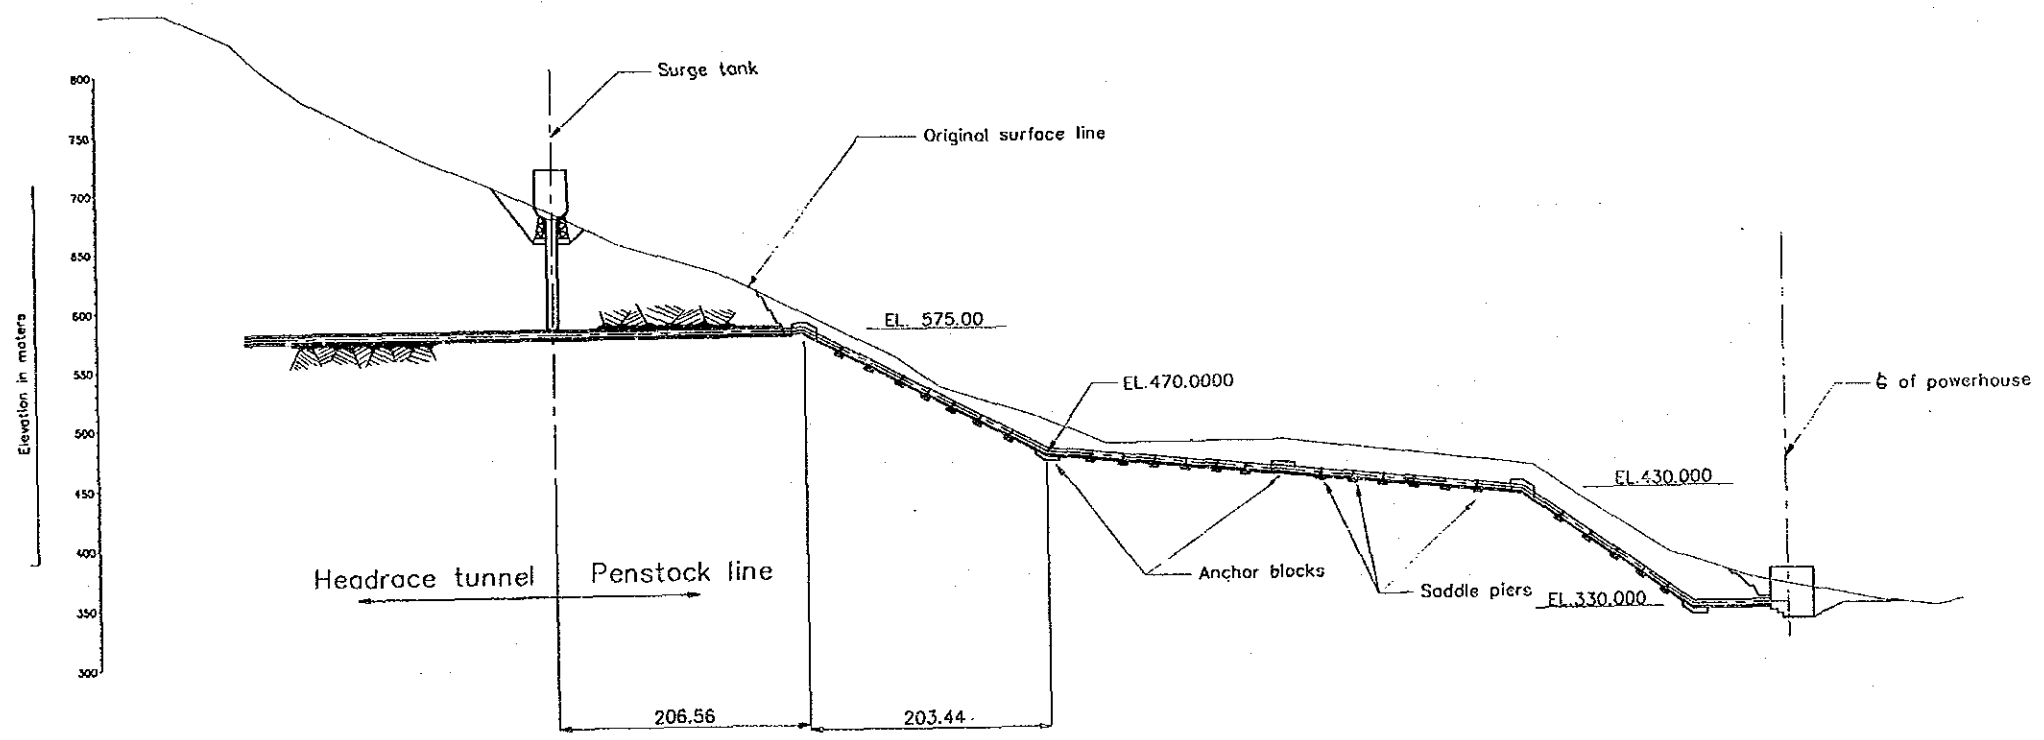 Surge tank
800
Original surface line
750
700
650
600
EL. 575.00
550
EL.470.0000
℄ of powerhouse
500
EL.430.000
450
400
Headrace tunnel
Penstock line
Anchor blocks
Saddle piers
EL.330.000
350
300
206.56
203.44
Elevation in meters